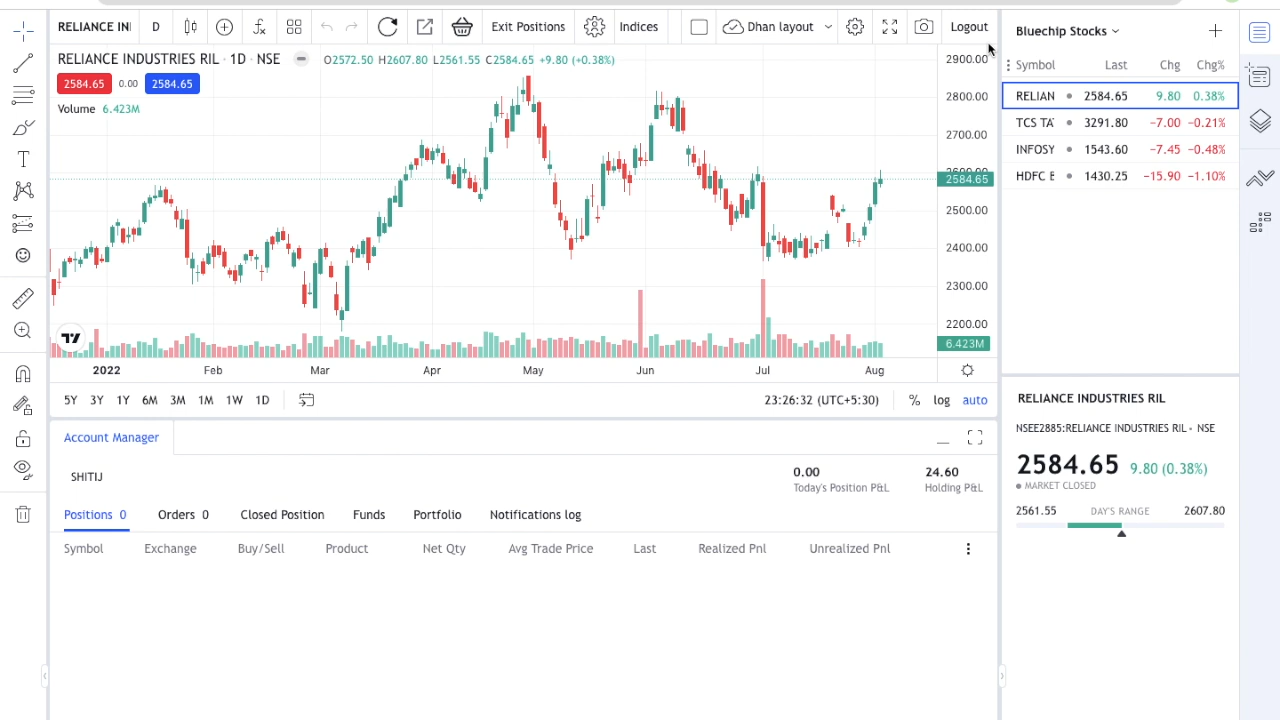 RELIANCE IN
D
Exit Positions
Indices
Dhan layout
Logout
RELIANCE INDUSTRIES RIL · 1D · NSE
O2572.50 H2607.80 L2561.55 C2584.65 +9.80 (+0.38%)
2584.65 0.00 2584.65
Volume 6.423M
2900.00
2800.00
2700.00
2584.65
2500.00
2400.00
2300.00
2200.00
6.423M
2022 Feb Mar Apr May Jun Jul Aug
5Y 3Y 1Y 6M 3M 1M 1W 1D
23:26:32 (UTC+5:30)
% log auto
Account Manager
SHITIJ
0.00 24.60
Today's Position P&L Holding P&L
Positions 0 Orders 0 Closed Position Funds Portfolio Notifications log
Symbol Exchange Buy/Sell Product Net Qty Avg Trade Price Last Realized Pnl Unrealized Pnl
Bluechip Stocks
Symbol Last Chg Chg%
RELIAN 2584.65 9.80 0.38%
TCS TA 3291.80 −7.00 −0.21%
INFOSY 1543.60 −7.45 −0.48%
HDFC 1430.25 −15.90 −1.10%
RELIANCE INDUSTRIES RIL
NSEE2885:RELIANCE INDUSTRIES RIL • NSE
2584.65 9.80 (0.38%)
MARKET CLOSED
2561.55 DAY'S RANGE 2607.80